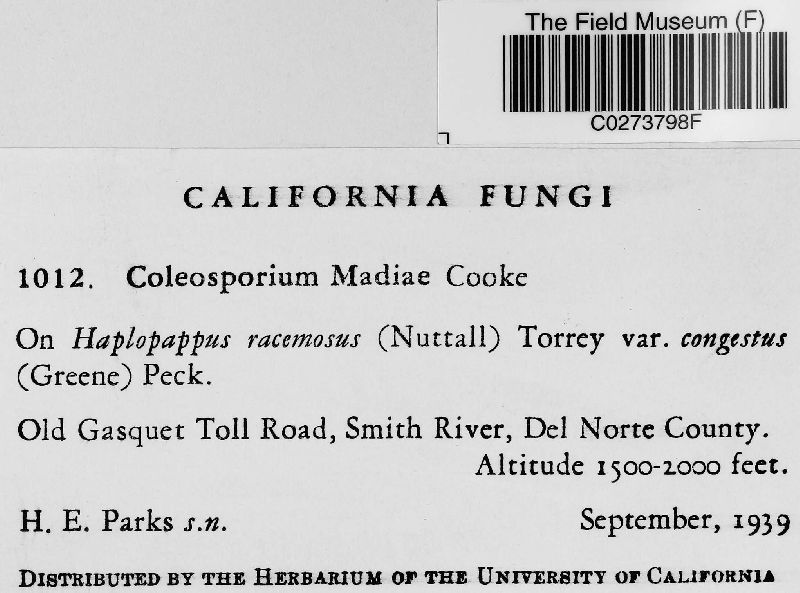 The Field Museum (F)
C0273798F
CALIFORNIA FUNGI
1012. Coleosporium Madiae Cooke
On Haplopappus racemosus (Nuttall) Torrey var. congestus
(Greene) Peck.
Old Gasquet Toll Road, Smith River, Del Norte County.
Altitude 1500-2000 feet.
H. E. Parks s.n. September, 1939
DISTRIBUTED BY THE HERBARIUM OF THE UNIVERSITY OF CALIFORNIA